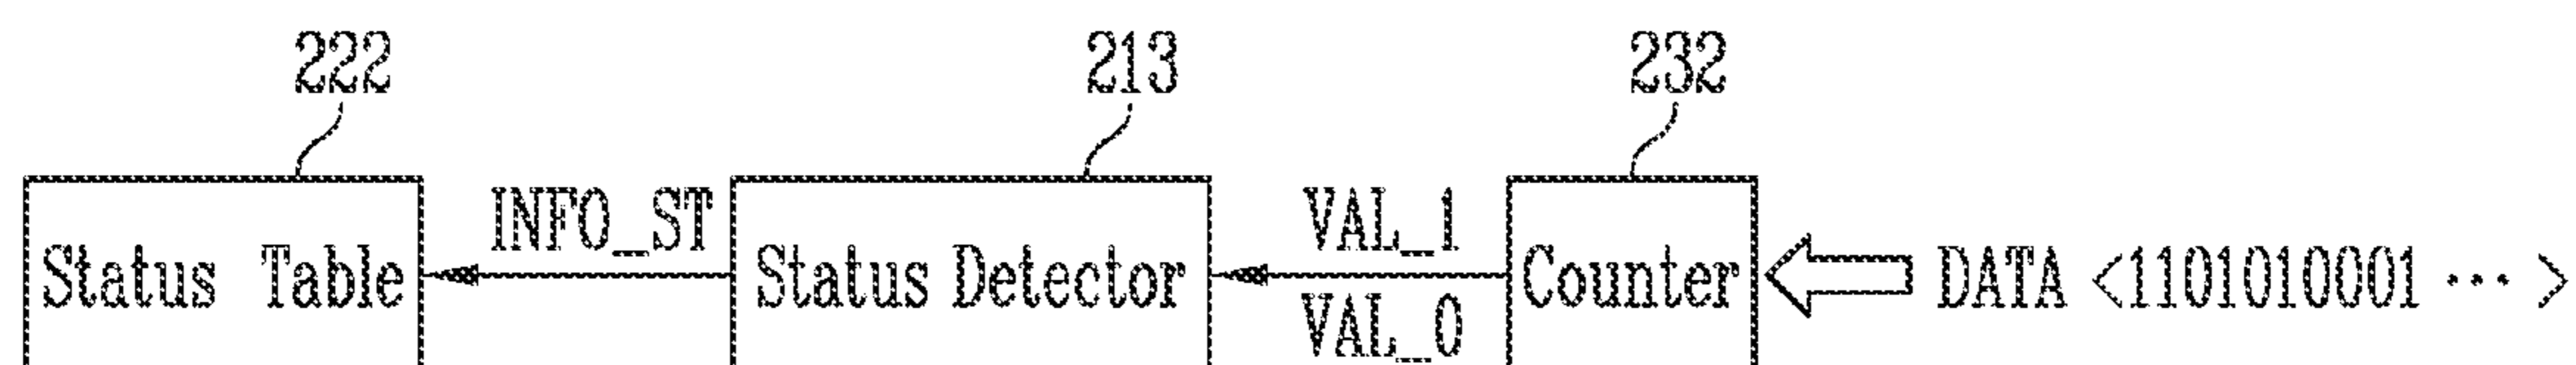 222 213 232
INFO_ST VAL_1
Status Table Status Detector Counter DATA <1101010001 ··· >
VAL_0